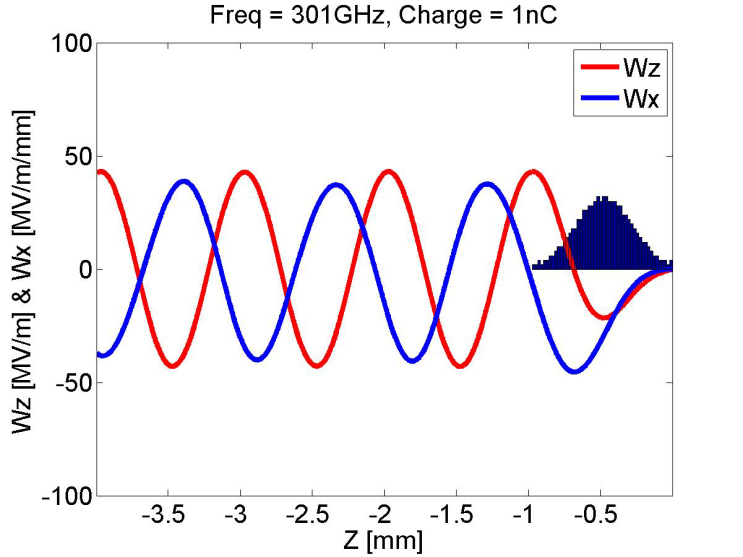 Freq = 301GHz, Charge = 1nC
Wz [MV/m] & Wx [MV/m/mm]
100
50
0
-50
-100
Wz
Wx
-3.5 -3 -2.5 -2 -1.5 -1 -0.5
Z [mm]